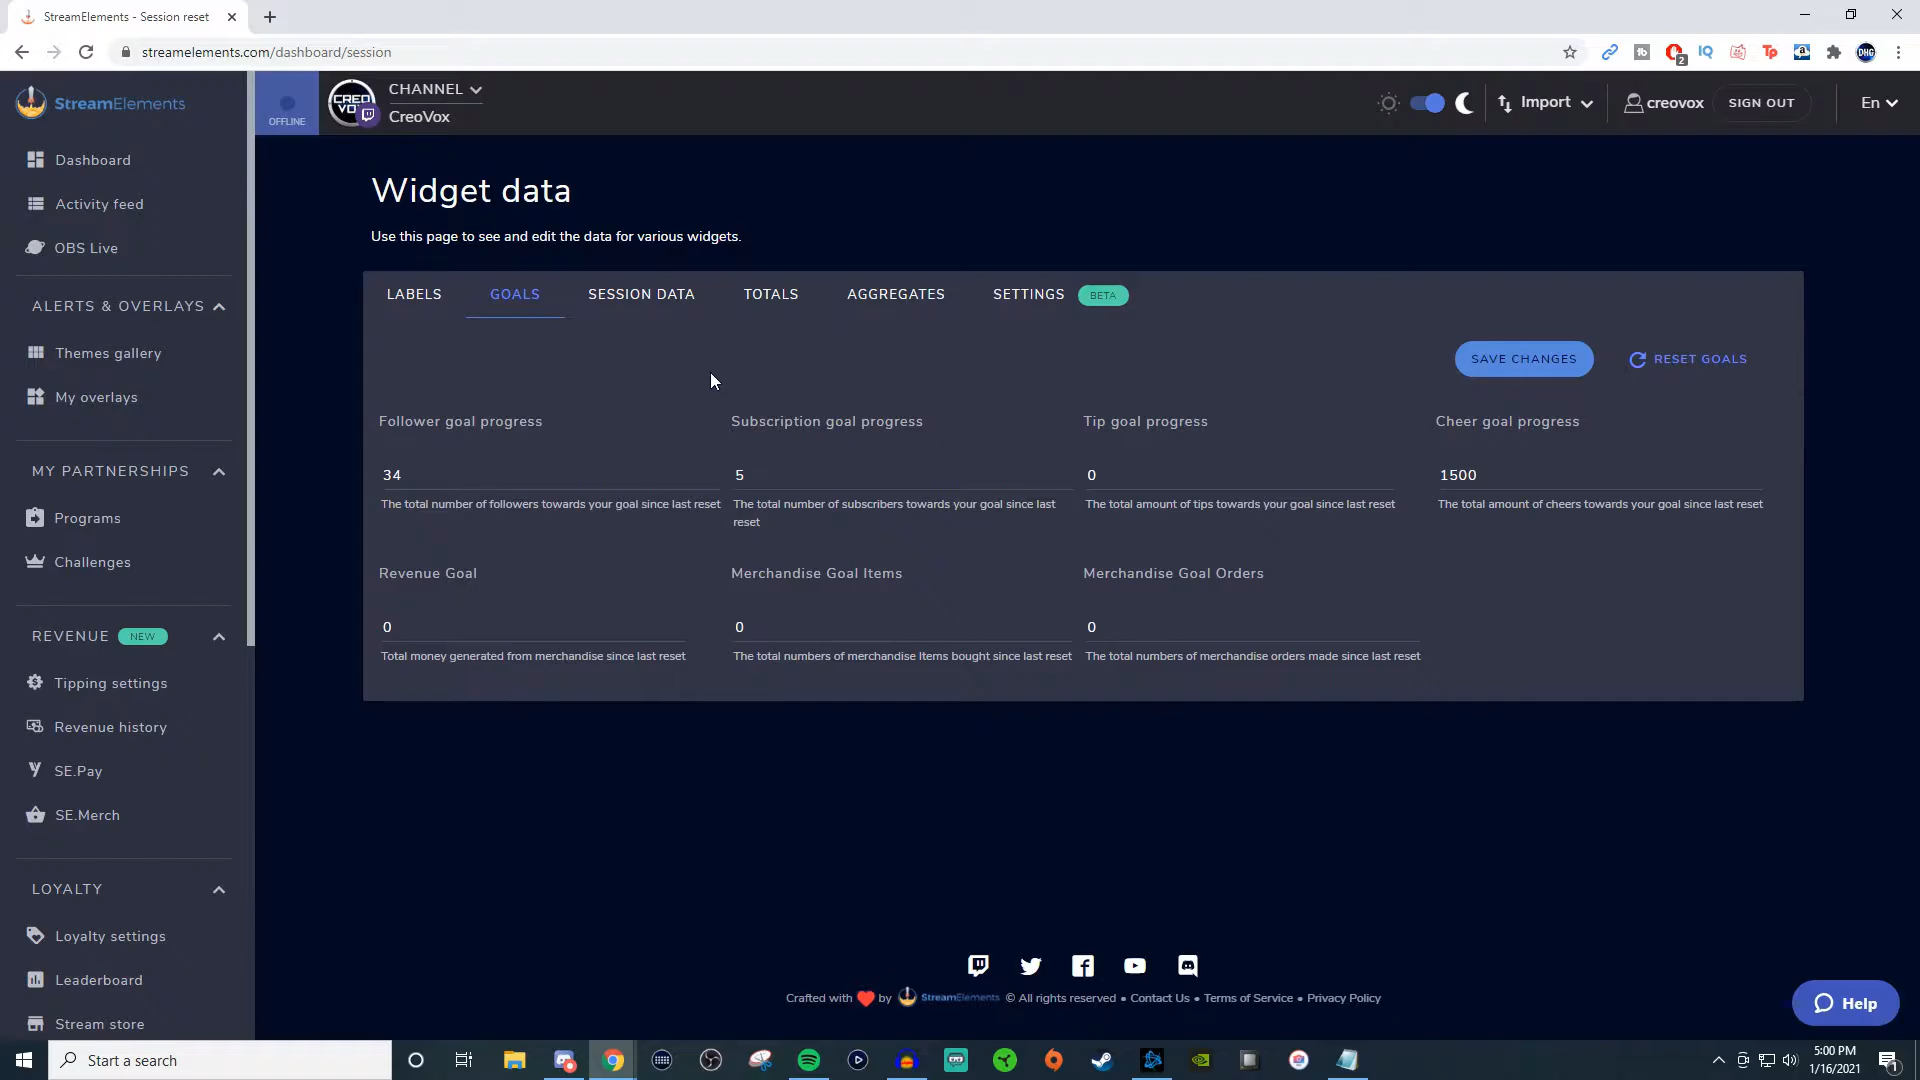 StreamElements - Session reset
streamelements.com/dashboard/session
2
IQ
Tp
a
DHG
StreamElements
OFFLINE
CREO
VOX
CHANNEL
CreoVox
Import
creovox
SIGN OUT
En
Dashboard
Activity feed
OBS Live
ALERTS & OVERLAYS
Themes gallery
My overlays
MY PARTNERSHIPS
Programs
Challenges
REVENUE NEW
Tipping settings
Revenue history
SE.Pay
SE.Merch
LOYALTY
Loyalty settings
Leaderboard
Stream store
Widget data
Use this page to see and edit the data for various widgets.
LABELS GOALS SESSION DATA TOTALS AGGREGATES SETTINGS BETA
SAVE CHANGES RESET GOALS
Follower goal progress
34
The total number of followers towards your goal since last reset
Subscription goal progress
5
The total number of subscribers towards your goal since last
reset
Tip goal progress
0
The total amount of tips towards your goal since last reset
Cheer goal progress
1500
The total amount of cheers towards your goal since last reset
Revenue Goal
0
Total money generated from merchandise since last reset
Merchandise Goal Items
0
The total numbers of merchandise Items bought since last reset
Merchandise Goal Orders
0
The total numbers of merchandise orders made since last reset
Crafted with by StreamElements © All rights reserved • Contact Us • Terms of Service • Privacy Policy
Help
Start a search
5:00 PM
1/16/2021
1